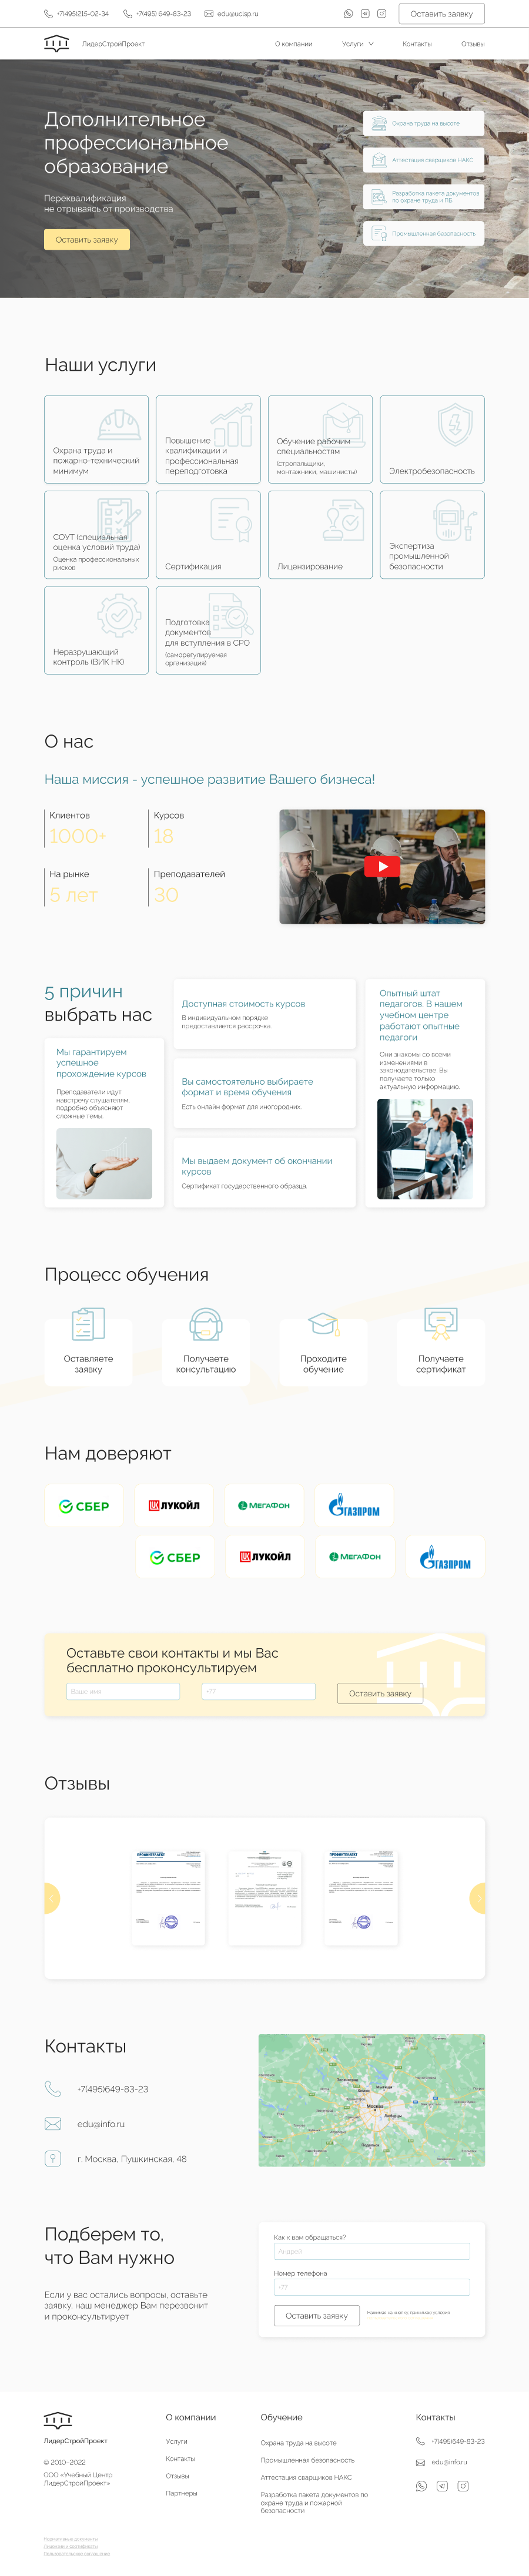 +7(495)215-02-34
+7(495) 649-83-23
edu@uclsp.ru
Оставить заявку
ЛидерСтройПроект
О компании
Услуги
Контакты
Отзывы
Дополнительное
профессиональное
образование
Переквалификация
не отрываясь от производства
Оставить заявку
Охрана труда на высоте
Аттестация сварщиков НАКС
Разработка пакета документов
по охране труда и ПБ
Промышленная безопасность
Наши услуги
Охрана труда и
пожарно-технический
минимум
Повышение
квалификации и
профессиональная
переподготовка
Обучение рабочим
специальностям
(стропальщики,
монтажники, машинисты)
Электробезопасность
СОУТ (специальная
оценка условий труда)
Оценка профессиональных
рисков
Сертификация
Лицензирование
Экспертиза
промышленной
безопасности
Неразрушающий
контроль (ВИК НК)
Подготовка
документов
для вступления в СРО
(саморегулируемая
организация)
О нас
Наша миссия - успешное развитие Вашего бизнеса!
Клиентов
1000+
Курсов
18
На рынке
5 лет
Преподавателей
30
5 причин
выбрать нас
Мы гарантируем
успешное
прохождение курсов
Преподаватели идут
навстречу слушателям,
подробно объясняют
сложные темы.
Доступная стоимость курсов
В индивидуальном порядке
предоставляется рассрочка.
Вы самостоятельно выбираете
формат и время обучения
Есть онлайн формат для иногородних.
Мы выдаем документ об окончании
курсов
Сертификат государственного образца.
Опытный штат
педагогов. В нашем
учебном центре
работают опытные
педагоги
Они знакомы со всеми
изменениями в
законодательстве. Вы
получаете только
актуальную информацию.
Процесс обучения
Оставляете
заявку
Получаете
консультацию
Проходите
обучение
Получаете
сертификат
Нам доверяют
СБЕР
ЛУКОЙЛ
МЕГАФОН
ГАЗПРОМ
СБЕР
ЛУКОЙЛ
МЕГАФОН
ГАЗПРОМ
Оставьте свои контакты и мы Вас
бесплатно проконсультируем
Ваше имя
+77
Оставить заявку
Отзывы
Контакты
+7(495)649-83-23
edu@info.ru
г. Москва, Пушкинская, 48
Москва
Подберем то,
что Вам нужно
Если у вас остались вопросы, оставьте
заявку, наш менеджер Вам перезвонит
и проконсультирует
Как к вам обращаться?
Андрей
Номер телефона
+77
Оставить заявку
Нажимая на кнопку, принимаю условия
ЛидерСтройПроект
© 2010-2022
ООО «Учебный Центр
ЛидерСтройПроект»
О компании
Услуги
Контакты
Отзывы
Партнеры
Обучение
Охрана труда на высоте
Промышленная безопасность
Аттестация сварщиков НАКС
Разработка пакета документов по
охране труда и пожарной
безопасности
Контакты
+7(495)649-83-23
edu@info.ru